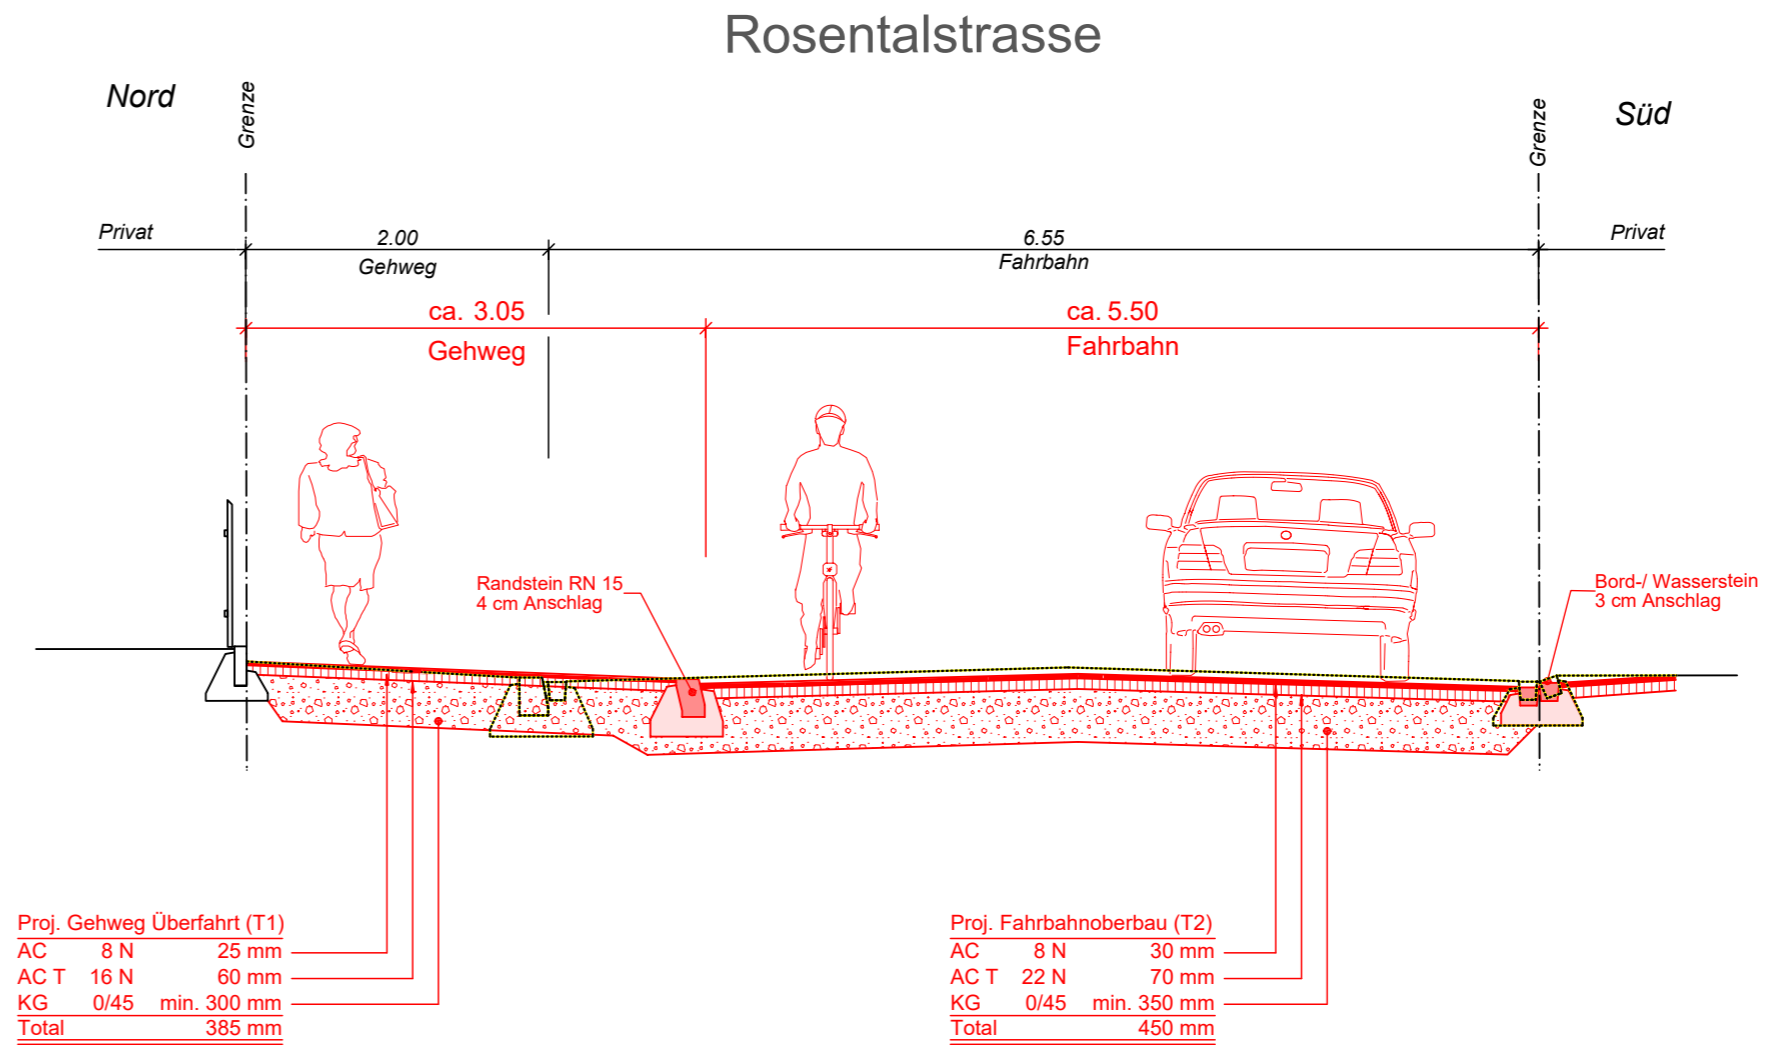 Rosentalstrasse
Nord
Grenze
Grenze
Süd
Privat
2.00
Gehweg
6.55
Fahrbahn
Privat
ca. 3.05
Gehweg
ca. 5.50
Fahrbahn
Randstein RN 15
4 cm Anschlag
Bord-/ Wasserstein
3 cm Anschlag
Proj. Gehweg Überfahrt (T1)
AC 8 N 25 mm
AC T 16 N 60 mm
KG 0/45 min. 300 mm
Total 385 mm
Proj. Fahrbahnoberbau (T2)
AC 8 N 30 mm
AC T 22 N 70 mm
KG 0/45 min. 350 mm
Total 450 mm